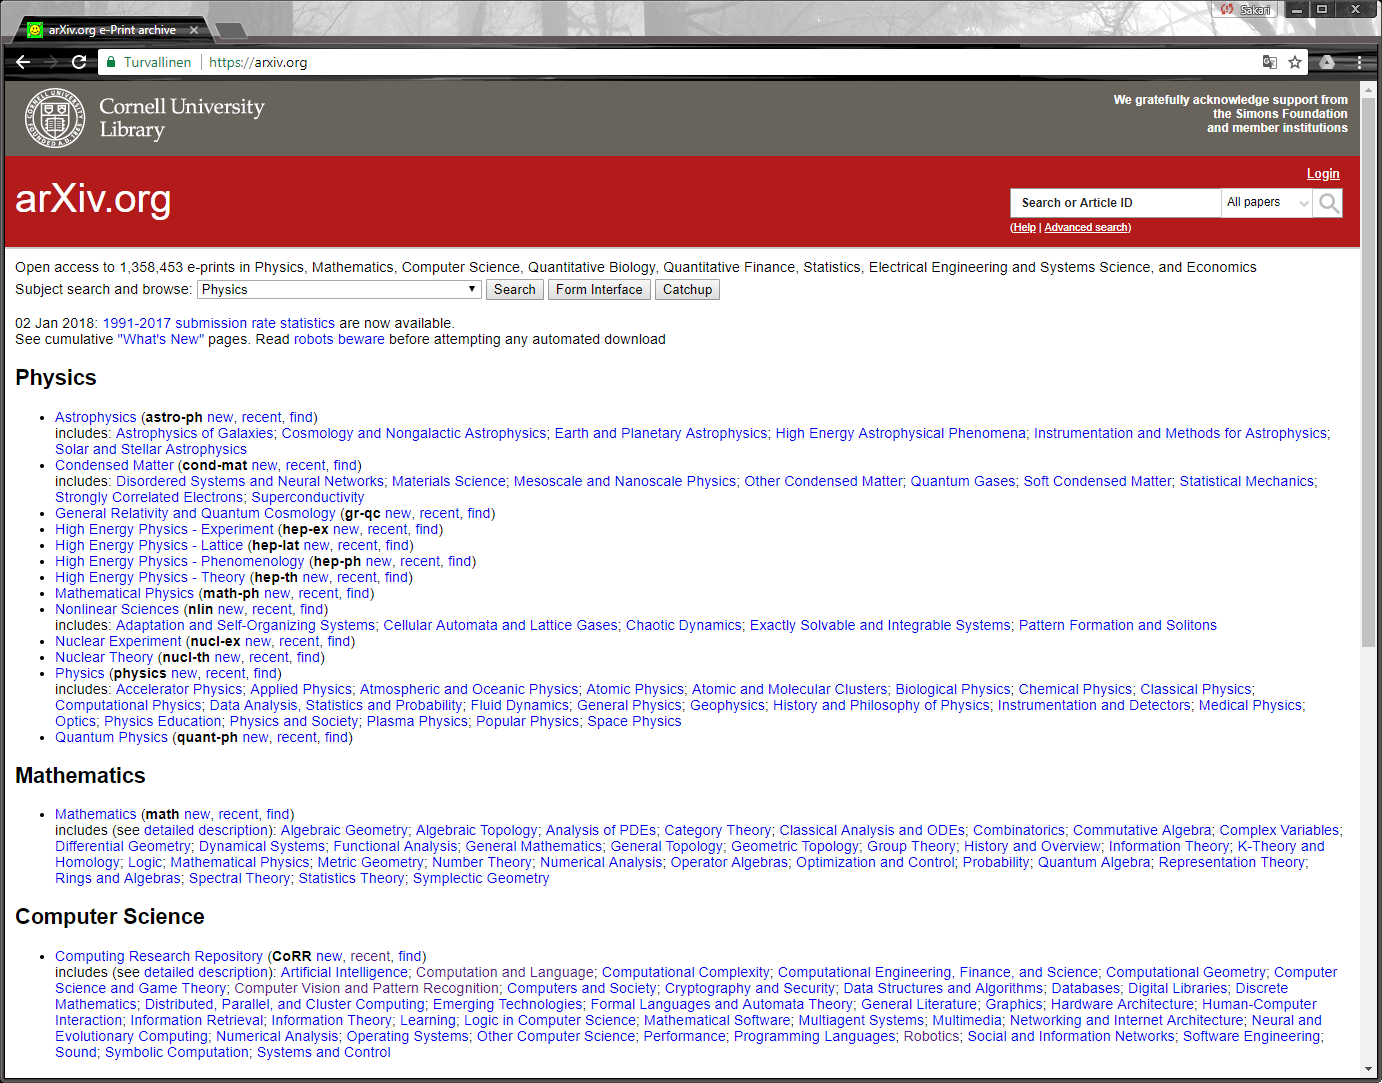 Sakari
arXiv.org e-Print archive
Turvallinen | https://arxiv.org
Cornell University
Library
We gratefully acknowledge support from
the Simons Foundation
and member institutions
Login
arXiv.org
Search or Article ID
All papers
(Help | Advanced search)
Open access to 1,358,453 e-prints in Physics, Mathematics, Computer Science, Quantitative Biology, Quantitative Finance, Statistics, Electrical Engineering and Systems Science, and Economics
Subject search and browse: Physics Search Form Interface Catchup
02 Jan 2018: 1991-2017 submission rate statistics are now available.
See cumulative "What's New" pages. Read robots beware before attempting any automated download
Physics
• Astrophysics (astro-ph new, recent, find)
includes: Astrophysics of Galaxies; Cosmology and Nongalactic Astrophysics; Earth and Planetary Astrophysics; High Energy Astrophysical Phenomena; Instrumentation and Methods for Astrophysics;
Solar and Stellar Astrophysics
• Condensed Matter (cond-mat new, recent, find)
includes: Disordered Systems and Neural Networks; Materials Science; Mesoscale and Nanoscale Physics; Other Condensed Matter; Quantum Gases; Soft Condensed Matter; Statistical Mechanics;
Strongly Correlated Electrons; Superconductivity
• General Relativity and Quantum Cosmology (gr-qc new, recent, find)
• High Energy Physics - Experiment (hep-ex new, recent, find)
• High Energy Physics - Lattice (hep-lat new, recent, find)
• High Energy Physics - Phenomenology (hep-ph new, recent, find)
• High Energy Physics - Theory (hep-th new, recent, find)
• Mathematical Physics (math-ph new, recent, find)
• Nonlinear Sciences (nlin new, recent, find)
includes: Adaptation and Self-Organizing Systems; Cellular Automata and Lattice Gases; Chaotic Dynamics; Exactly Solvable and Integrable Systems; Pattern Formation and Solitons
• Nuclear Experiment (nucl-ex new, recent, find)
• Nuclear Theory (nucl-th new, recent, find)
• Physics (physics new, recent, find)
includes: Accelerator Physics; Applied Physics; Atmospheric and Oceanic Physics; Atomic Physics; Atomic and Molecular Clusters; Biological Physics; Chemical Physics; Classical Physics;
Computational Physics; Data Analysis, Statistics and Probability; Fluid Dynamics; General Physics; Geophysics; History and Philosophy of Physics; Instrumentation and Detectors; Medical Physics;
Optics; Physics Education; Physics and Society; Plasma Physics; Popular Physics; Space Physics
• Quantum Physics (quant-ph new, recent, find)
Mathematics
• Mathematics (math new, recent, find)
includes (see detailed description): Algebraic Geometry; Algebraic Topology; Analysis of PDEs; Category Theory; Classical Analysis and ODEs; Combinatorics; Commutative Algebra; Complex Variables;
Differential Geometry; Dynamical Systems; Functional Analysis; General Mathematics; General Topology; Geometric Topology; Group Theory; History and Overview; Information Theory; K-Theory and
Homology; Logic; Mathematical Physics; Metric Geometry; Number Theory; Numerical Analysis; Operator Algebras; Optimization and Control; Probability; Quantum Algebra; Representation Theory;
Rings and Algebras; Spectral Theory; Statistics Theory; Symplectic Geometry
Computer Science
• Computing Research Repository (CoRR new, recent, find)
includes (see detailed description): Artificial Intelligence; Computation and Language; Computational Complexity; Computational Engineering, Finance, and Science; Computational Geometry; Computer
Science and Game Theory; Computer Vision and Pattern Recognition; Computers and Society; Cryptography and Security; Data Structures and Algorithms; Databases; Digital Libraries; Discrete
Mathematics; Distributed, Parallel, and Cluster Computing; Emerging Technologies; Formal Languages and Automata Theory; General Literature; Graphics; Hardware Architecture; Human-Computer
Interaction; Information Retrieval; Information Theory; Learning; Logic in Computer Science; Mathematical Software; Multiagent Systems; Multimedia; Networking and Internet Architecture; Neural and
Evolutionary Computing; Numerical Analysis; Operating Systems; Other Computer Science; Performance; Programming Languages; Robotics; Social and Information Networks; Software Engineering;
Sound; Symbolic Computation; Systems and Control